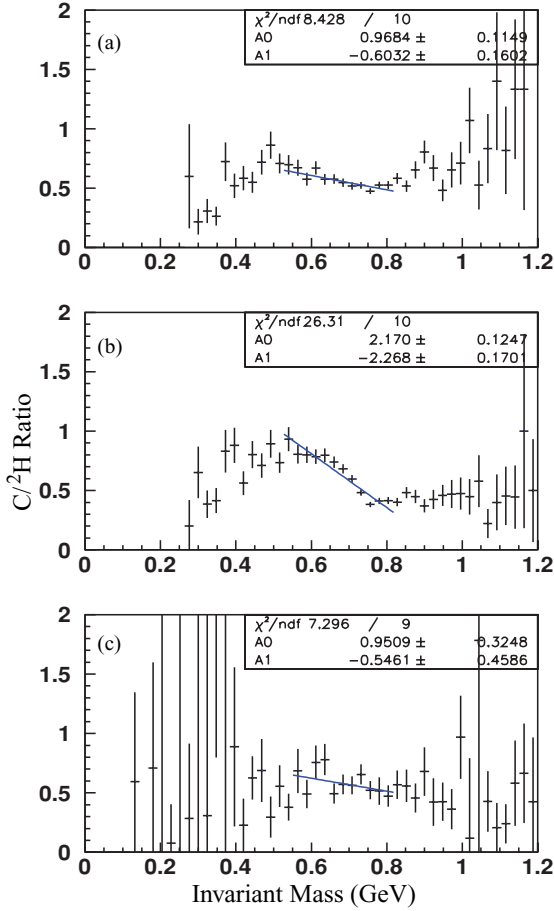 (a)
χ²/ndf 8.428 / 10
A0 0.9684 ± 0.1149
A1 -0.6032 ± 0.1602
2
1.5
1
0.5
0
0 0.2 0.4 0.6 0.8 1 1.2
(b)
χ²/ndf 26.31 / 10
A0 2.170 ± 0.1247
A1 -2.268 ± 0.1701
2
1.5
1
0.5
0
0 0.2 0.4 0.6 0.8 1 1.2
C/²H Ratio
(c)
χ²/ndf 7.296 / 9
A0 0.9509 ± 0.3248
A1 -0.5461 ± 0.4586
2
1.5
1
0.5
0
0 0.2 0.4 0.6 0.8 1 1.2
Invariant Mass (GeV)